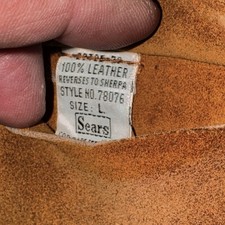 100% LEATHER
REVERSES TO SHERPA
STYLE NO. 78076
SIZE: L
Sears